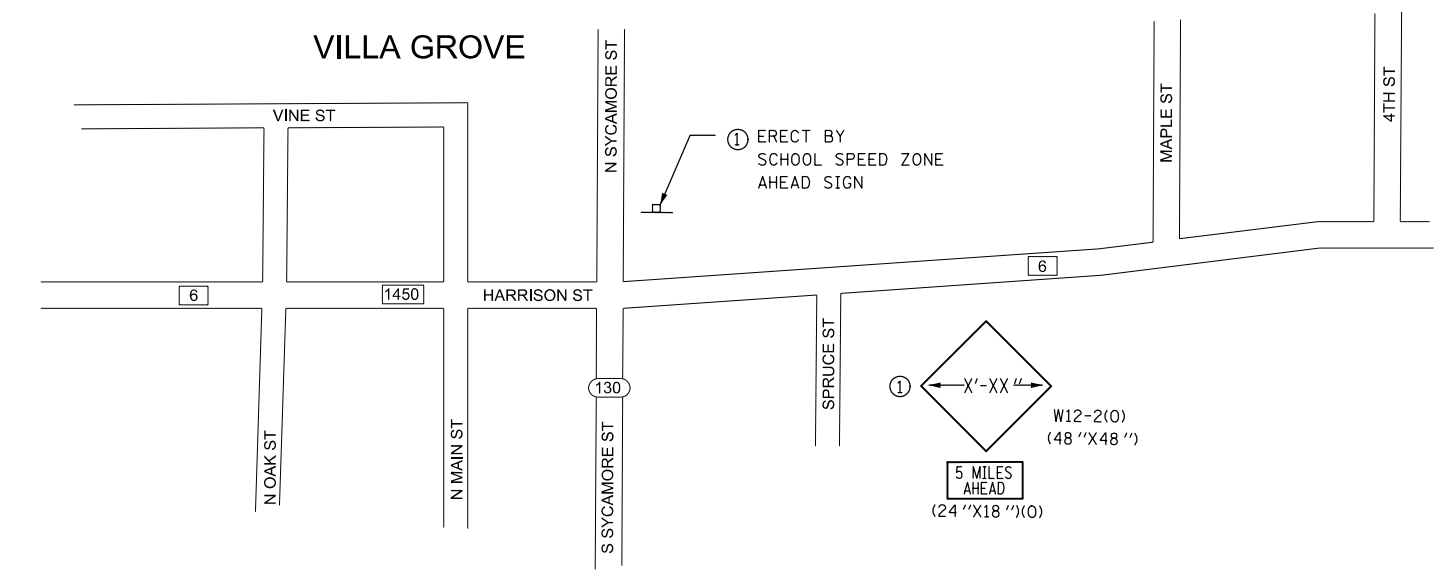 VILLA GROVE
VINE ST
N SYCAMORE ST
① ERECT BY
SCHOOL SPEED ZONE
AHEAD SIGN
MAPLE ST
4TH ST
6
1450
HARRISON ST
6
130
SPRUCE ST
N OAK ST
N MAIN ST
S SYCAMORE ST
①
X'-XX"
W12-2(O)
(48"X48")
5 MILES
AHEAD
(24"X18")(O)